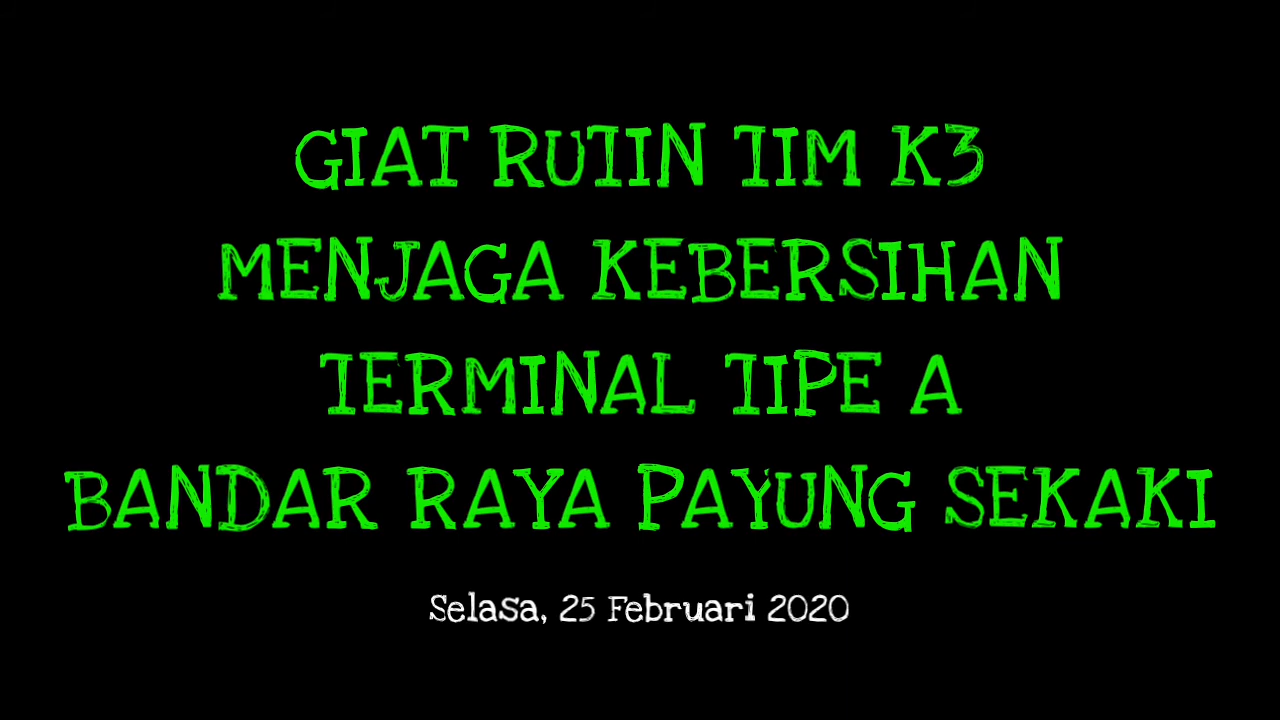 GIAT RUTIN TIM K3
MENJAGA KEBERSIHAN
TERMINAL TIPE A
BANDAR RAYA PAYUNG SEKAKI
Selasa, 25 Februari 2020